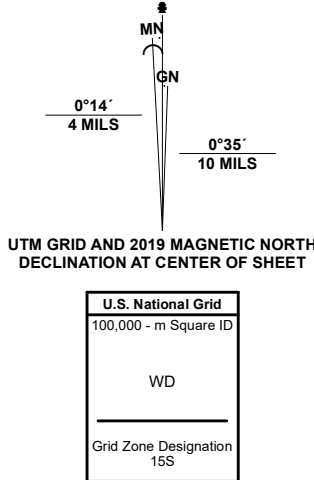 MN
GN
0°14´
4 MILS
0°35´
10 MILS
UTM GRID AND 2019 MAGNETIC NORTH
DECLINATION AT CENTER OF SHEET
U.S. National Grid
100,000 - m Square ID
WD
Grid Zone Designation
15S